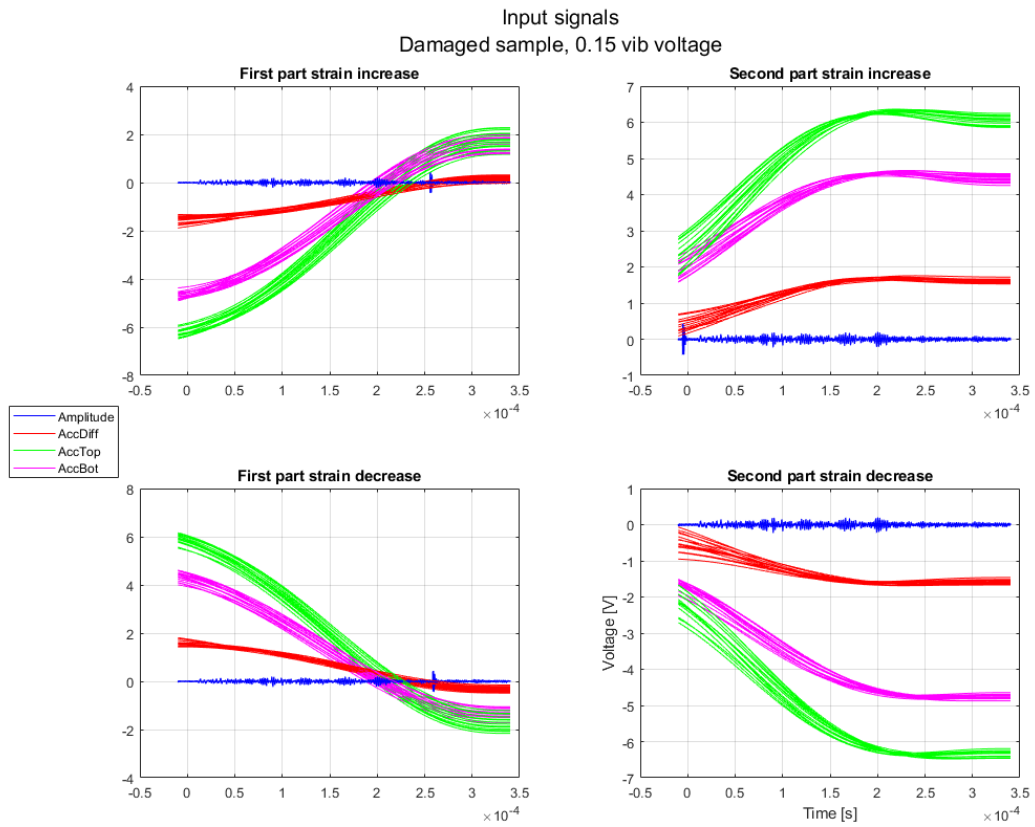 Input signals
Damaged sample, 0.15 vib voltage
First part strain increase
4
2
0
-2
-4
-6
-8
-0.5 0 0.5 1 1.5 2 2.5 3 3.5
×10⁻⁴
Second part strain increase
7
6
5
4
3
2
1
0
-1
-0.5 0 0.5 1 1.5 2 2.5 3 3.5
×10⁻⁴
Amplitude
AccDiff
AccTop
AccBot
First part strain decrease
8
6
4
2
0
-2
-4
-0.5 0 0.5 1 1.5 2 2.5 3 3.5
×10⁻⁴
Second part strain decrease
Voltage [V]
1
0
-1
-2
-3
-4
-5
-6
-7
-0.5 0 0.5 1 1.5 2 2.5 3 3.5
Time [s]
×10⁻⁴